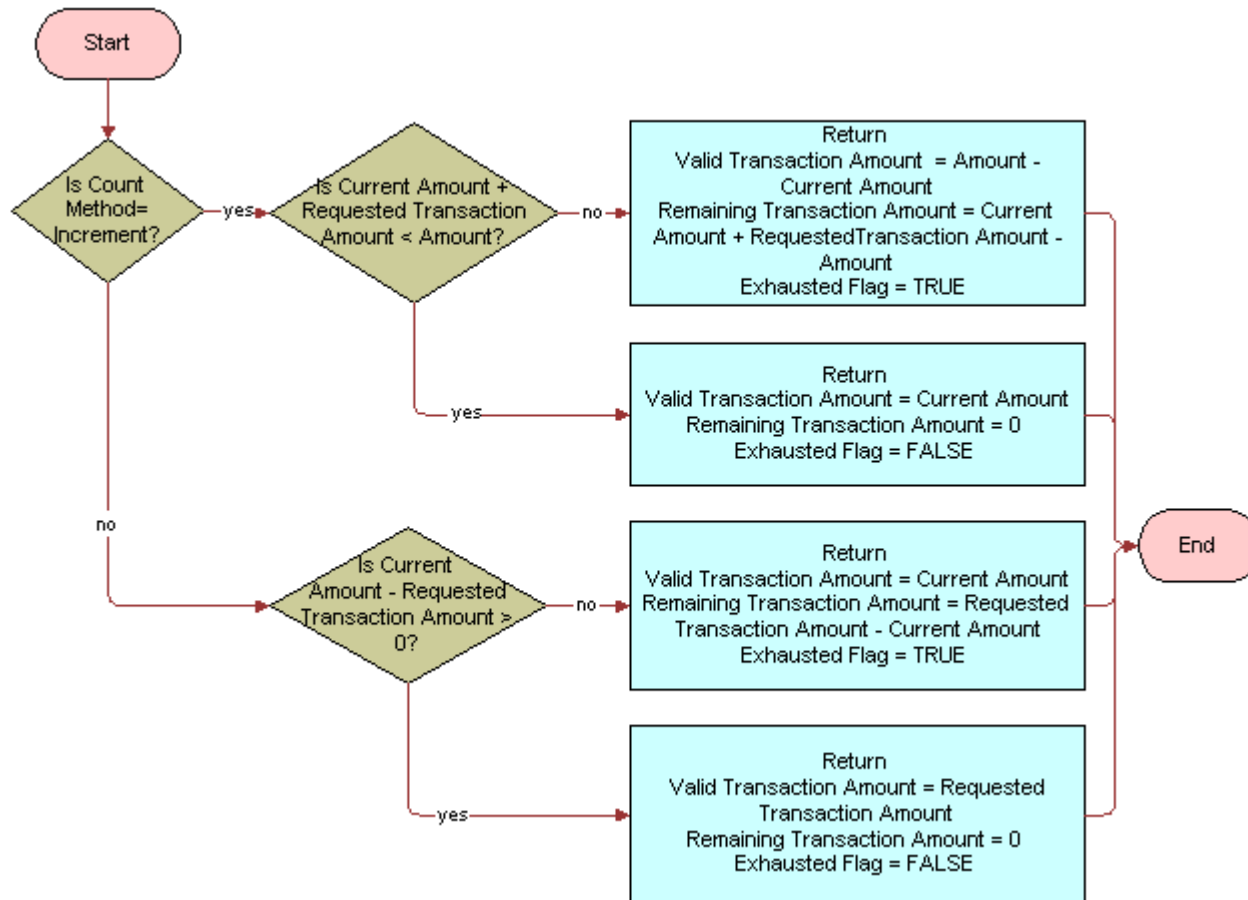 Start
Is Count
Method=
Increment?
yes
Is Current Amount +
Requested Transaction
Amount < Amount?
no
Return
Valid Transaction Amount  = Amount -
Current Amount
Remaining Transaction Amount = Current
Amount + RequestedTransaction Amount -
Amount
Exhausted Flag = TRUE
yes
Return
Valid Transaction Amount = Current Amount
Remaining Transaction Amount = 0
Exhausted Flag = FALSE
no
Is Current
Amount - Requested
Transaction Amount >
0?
no
Return
Valid Transaction Amount = Current Amount
Remaining Transaction Amount = Requested
Transaction Amount - Current Amount
Exhausted Flag = TRUE
End
yes
Return
Valid Transaction Amount = Requested
Transaction Amount
Remaining Transaction Amount = 0
Exhausted Flag = FALSE